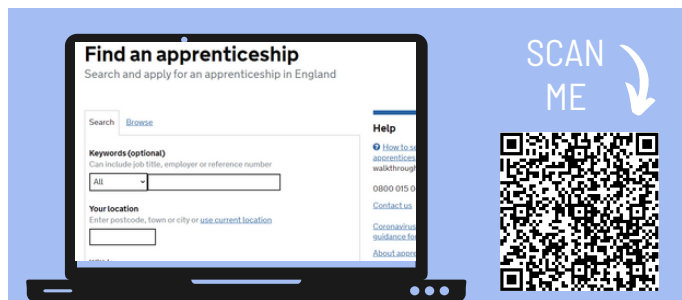 Find an apprenticeship
Search and apply for an apprenticeship in England
Search Browse
Keywords (optional)
Can include job title, employer or reference number
All
Your location
Enter postcode, town or city or use current location
Help
How to
apprentices
walkthrough
0800 015 0
Contact us
Coronavirus
guidance for
About appre
SCAN
ME